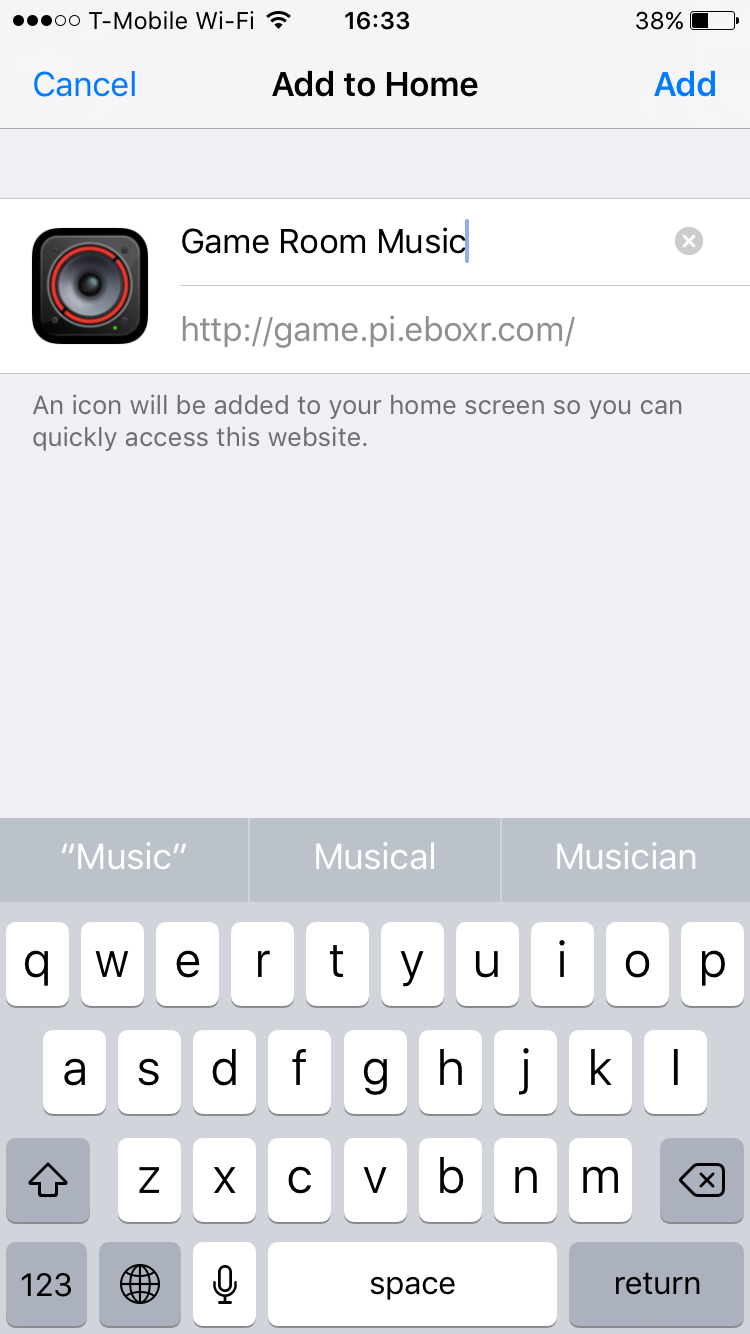 T-Mobile Wi-Fi 16:33 38%
Cancel Add to Home Add
Game Room Music
http://game.pi.eboxr.com/
An icon will be added to your home screen so you can
quickly access this website.
“Music” Musical Musician
q w e r t y u i o p
a s d f g h j k l
z x c v b n m
123 space return